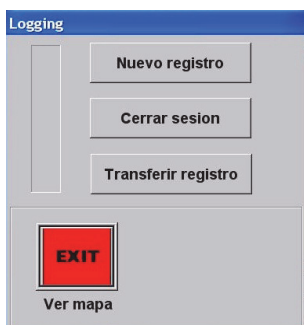 Logging
Nuevo registro
Cerrar sesion
Transferir registro
EXIT
Ver mapa